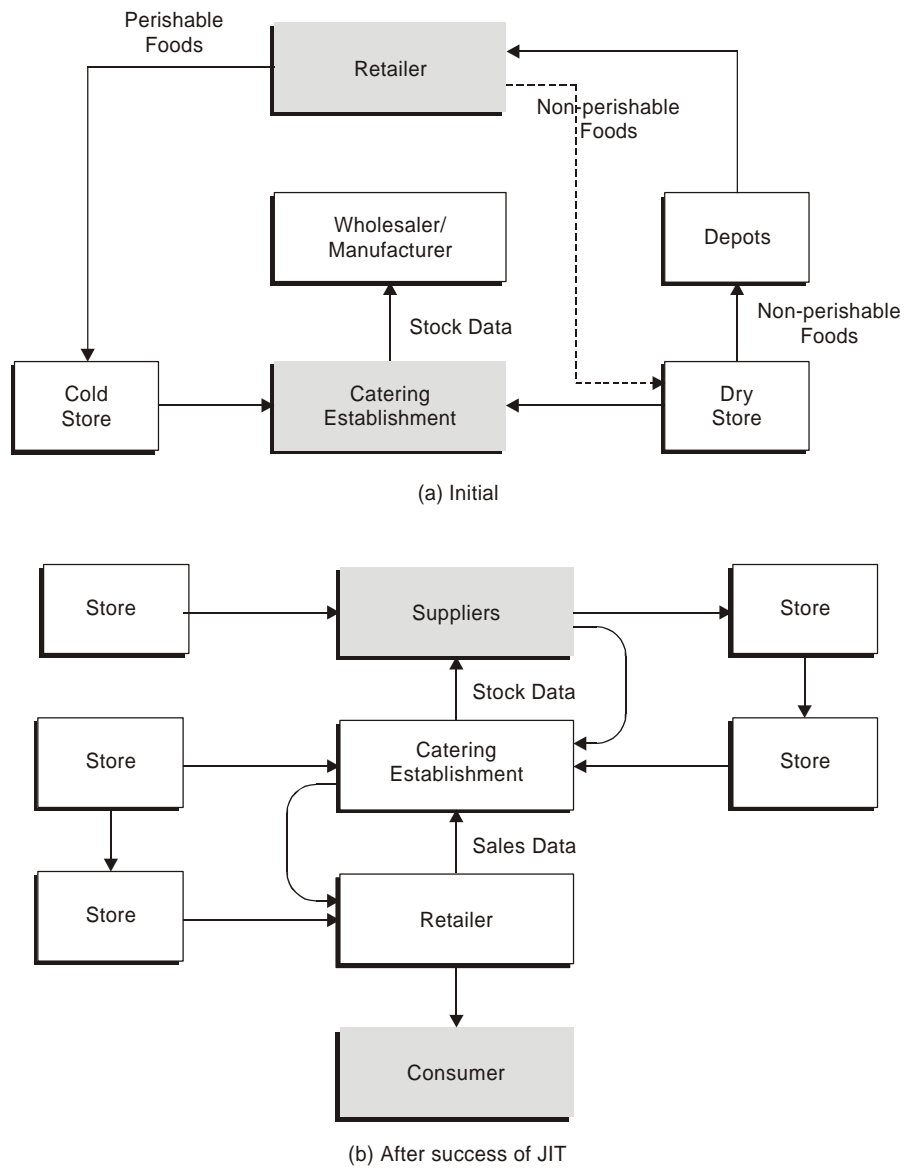 Perishable
Foods
Retailer
Non-perishable
Foods
Wholesaler/
Manufacturer
Depots
Stock Data
Non-perishable
Foods
Cold
Store
Catering
Establishment
Dry
Store
(a) Initial
Store
Suppliers
Store
Stock Data
Store
Catering
Establishment
Store
Sales Data
Store
Retailer
Consumer
(b) After success of JIT